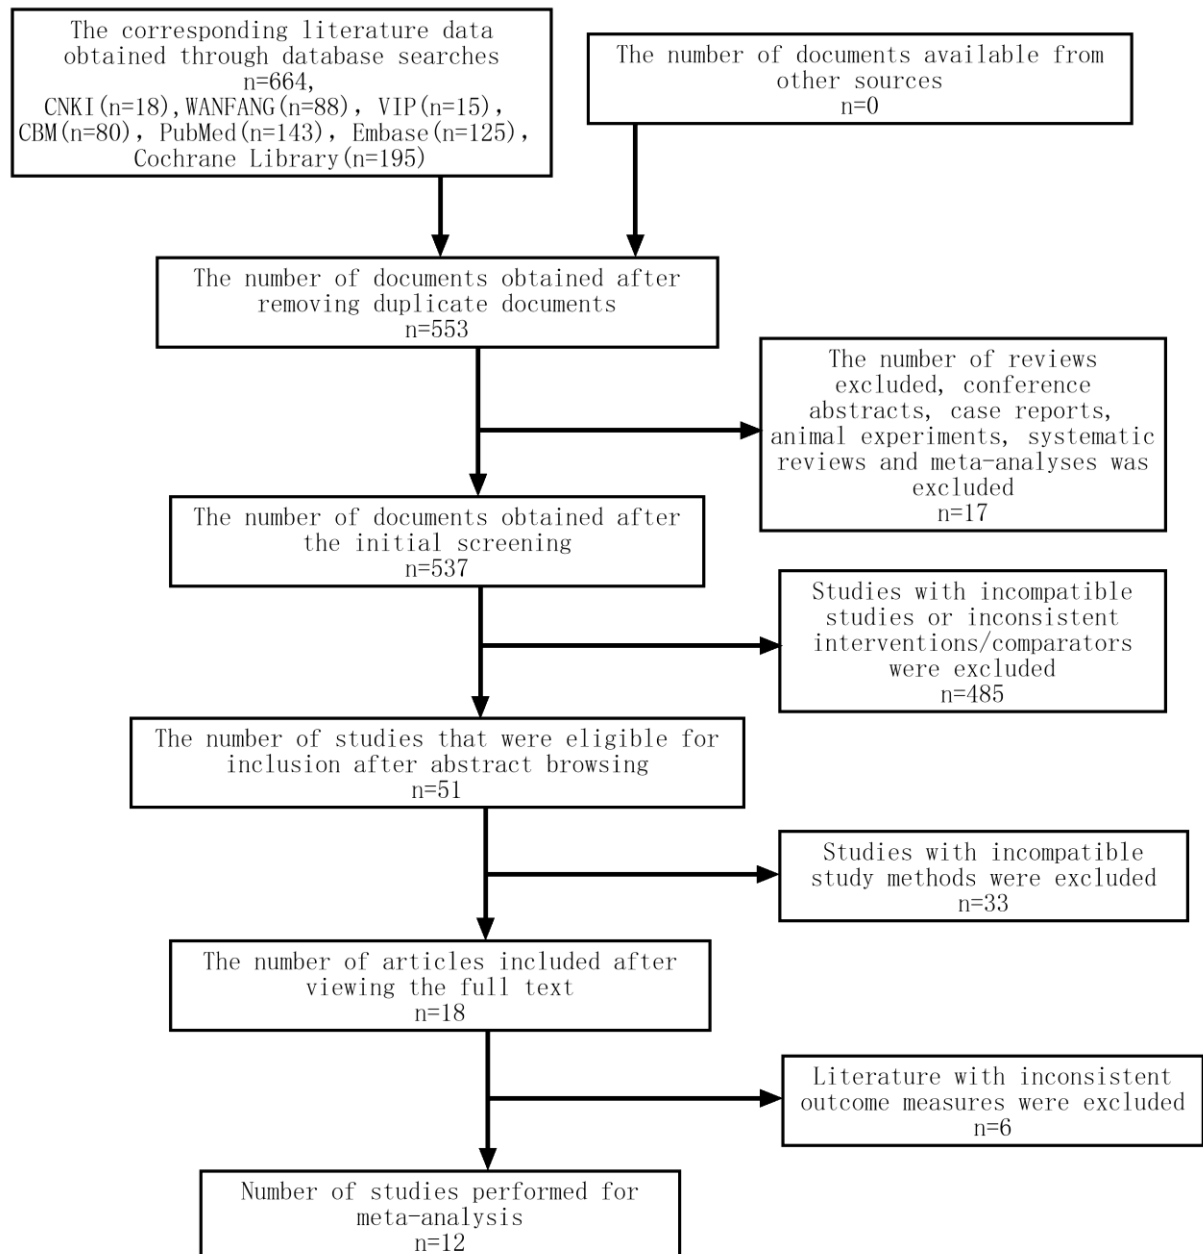 The corresponding literature data
obtained through database searches
n=664,
CNKI(n=18),WANFANG(n=88), VIP(n=15),
CBM(n=80), PubMed(n=143), Embase(n=125),
Cochrane Library(n=195)
The number of documents available from
other sources
n=0
The number of documents obtained after
removing duplicate documents
n=553
The number of reviews
excluded, conference
abstracts, case reports,
animal experiments, systematic
reviews and meta-analyses was
excluded
n=17
The number of documents obtained after
the initial screening
n=537
Studies with incompatible
studies or inconsistent
interventions/comparators
were excluded
n=485
The number of studies that were eligible for
inclusion after abstract browsing
n=51
Studies with incompatible
study methods were excluded
n=33
The number of articles included after
viewing the full text
n=18
Literature with inconsistent
outcome measures were excluded
n=6
Number of studies performed for
meta-analysis
n=12